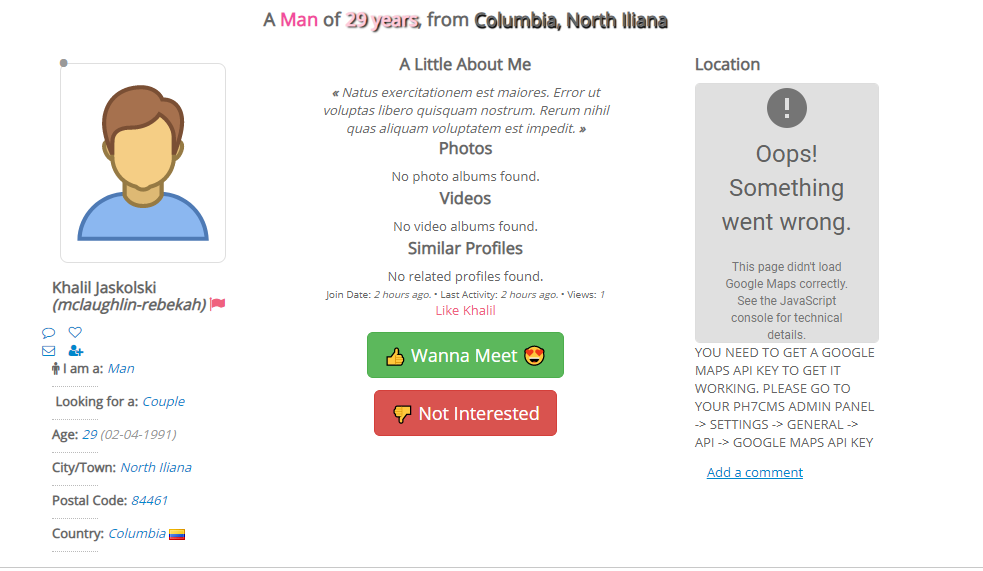 A Man of 29 years, from Columbia, North Iliana
Khalil Jaskolski
(mclaughlin-rebekah)
I am a: Man
Looking for a: Couple
Age: 29 (02-04-1991)
City/Town: North Iliana
Postal Code: 84461
Country: Columbia
A Little About Me
« Natus exercitationem est maiores. Error ut
voluptas libero quisquam nostrum. Rerum nihil
quas aliquam voluptatem est impedit. »
Photos
No photo albums found.
Videos
No video albums found.
Similar Profiles
No related profiles found.
Join Date: 2 hours ago. • Last Activity: 2 hours ago. • Views: 1
Like Khalil
👍 Wanna Meet 😍
👎 Not Interested
Location
Oops!
Something
went wrong.
This page didn't load
Google Maps correctly.
See the JavaScript
console for technical
details.
YOU NEED TO GET A GOOGLE
MAPS API KEY TO GET IT
WORKING. PLEASE GO TO
YOUR PH7CMS ADMIN PANEL
-> SETTINGS -> GENERAL ->
API -> GOOGLE MAPS API KEY
Add a comment